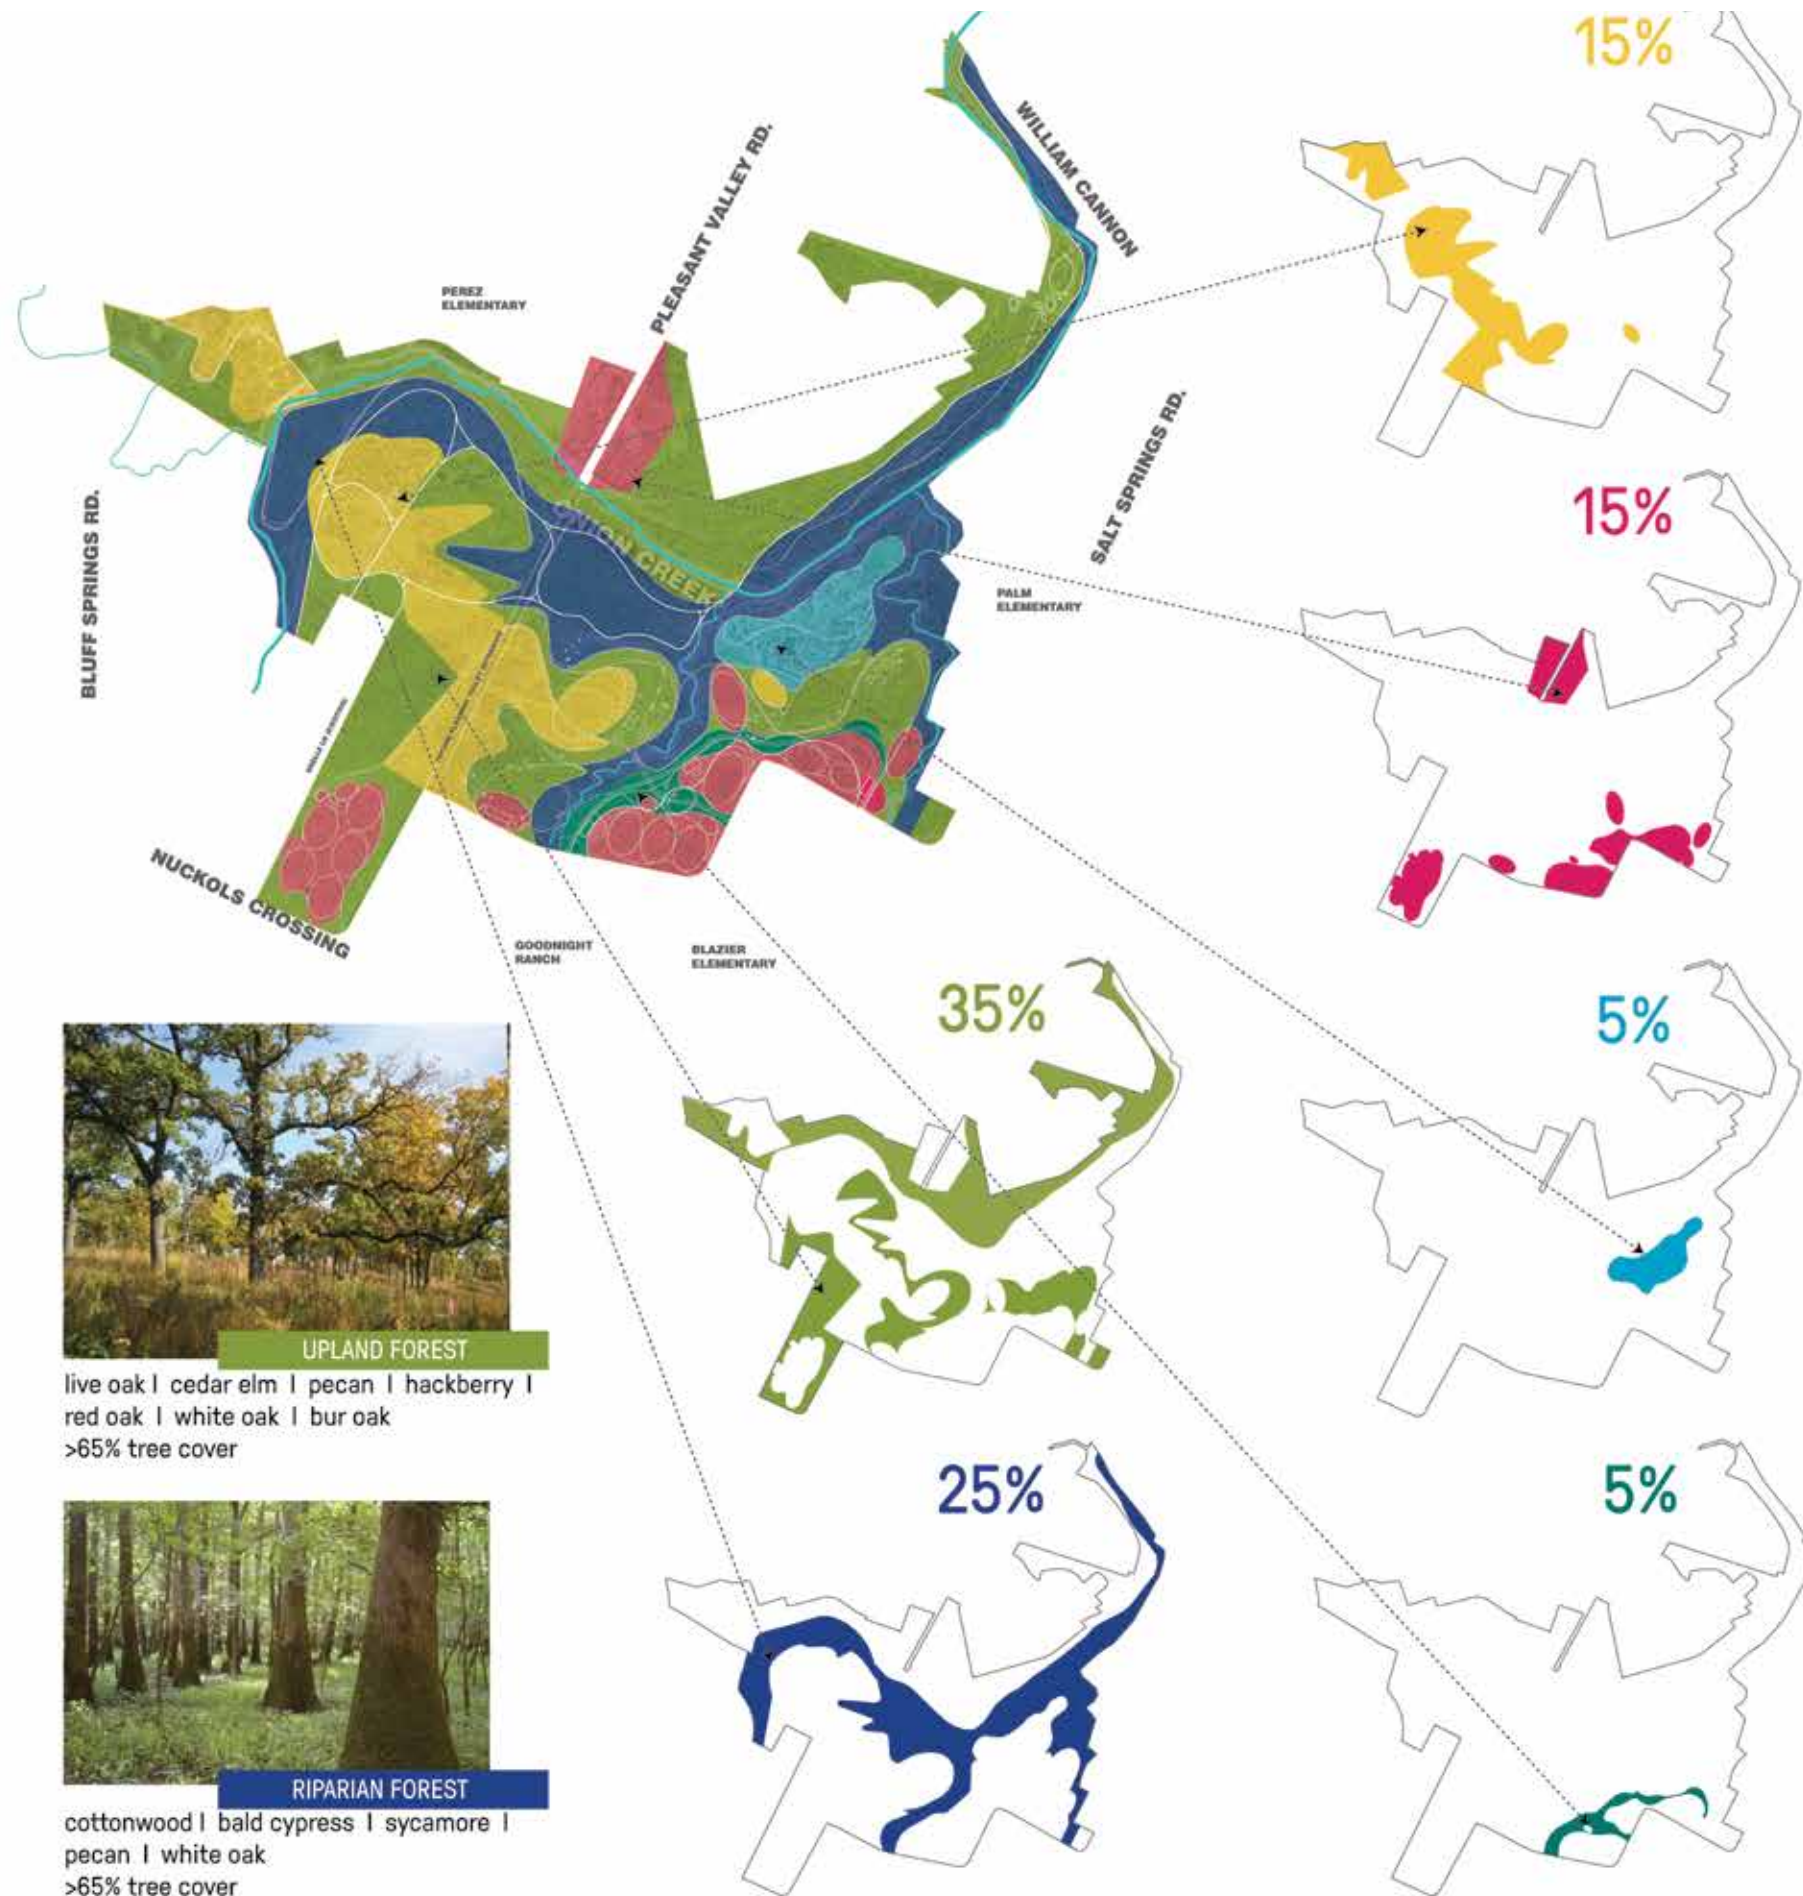 15%
WILLIAM CANNON
PLEASANT VALLEY RD.
PEREZ
ELEMENTARY
15%
SALT SPRINGS RD.
BLUFF SPRINGS RD.
ONION CREEK
PALM
ELEMENTARY
NUCKOLS CROSSING
GOODNIGHT
RANCH
BLAZIER
ELEMENTARY
35%
5%
UPLAND FOREST
live oak I cedar elm I pecan I hackberry I
red oak I white oak I bur oak
>65% tree cover
25%
5%
RIPARIAN FOREST
cottonwood I bald cypress I sycamore I
pecan I white oak
>65% tree cover